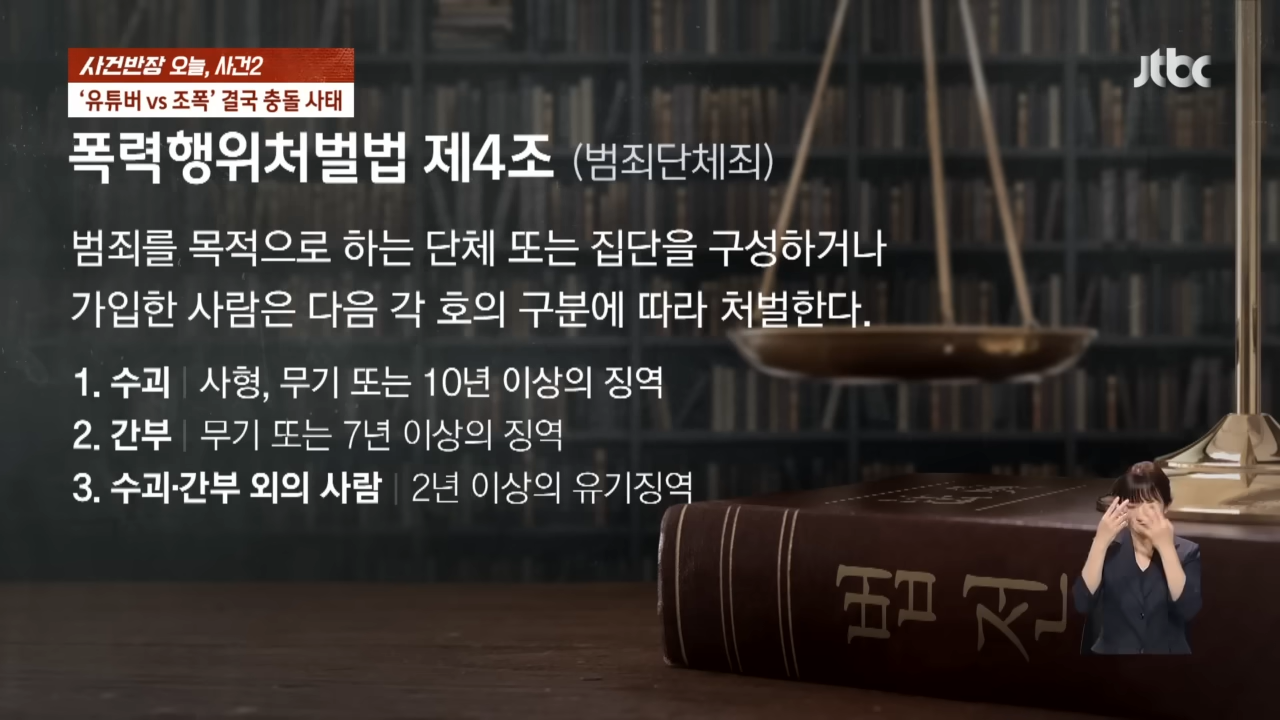 사건반장 오늘, 사건2
jtbc
'유튜버 vs 조폭' 결국 충돌 사태
폭력행위처벌법 제4조 (범죄단체죄)
범죄를 목적으로 하는 단체 또는 집단을 구성하거나
가입한 사람은 다음 각 호의 구분에 따라 처벌한다.
1. 수괴 | 사형, 무기 또는 10년 이상의 징역
2. 간부 | 무기 또는 7년 이상의 징역
3. 수괴·간부 외의 사람 | 2년 이상의 유기징역
법전